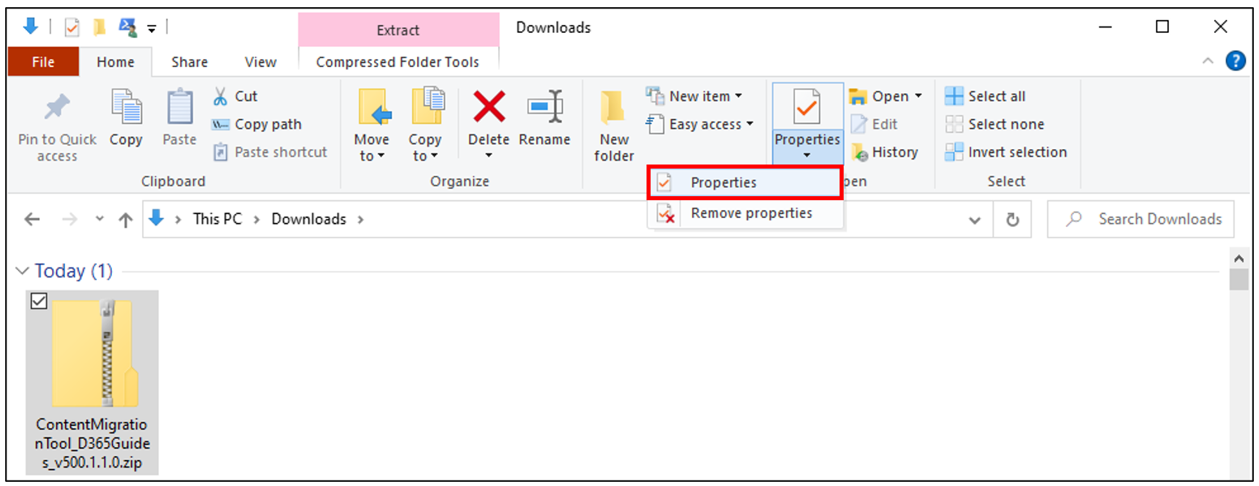 Extract
Downloads
File
Home
Share
View
Compressed Folder Tools
?
Pin to Quick
access
Copy
Paste
Cut
Copy path
Paste shortcut
Clipboard
Move
to
Copy
to
Delete
Rename
Organize
New
folder
New item
Easy access
Properties
Open
Edit
History
pen
Select all
Select none
Invert selection
Select
Properties
Remove properties
This PC > Downloads >
Search Downloads
Today (1)
ContentMigratio
nTool_D365Guide
s_v500.1.1.0.zip